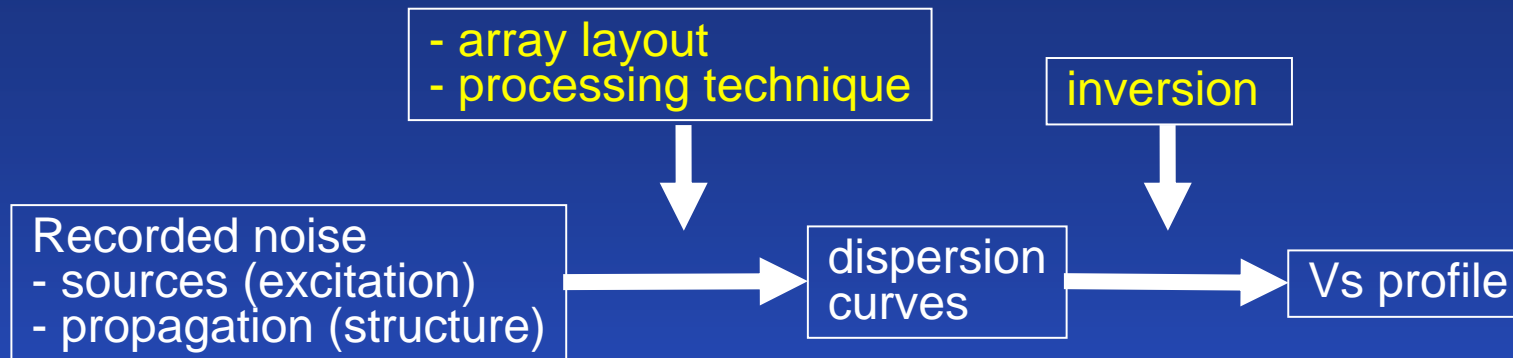 - array layout
- processing technique
inversion
Recorded noise
- sources (excitation)
- propagation (structure)
dispersion
curves
Vs profile